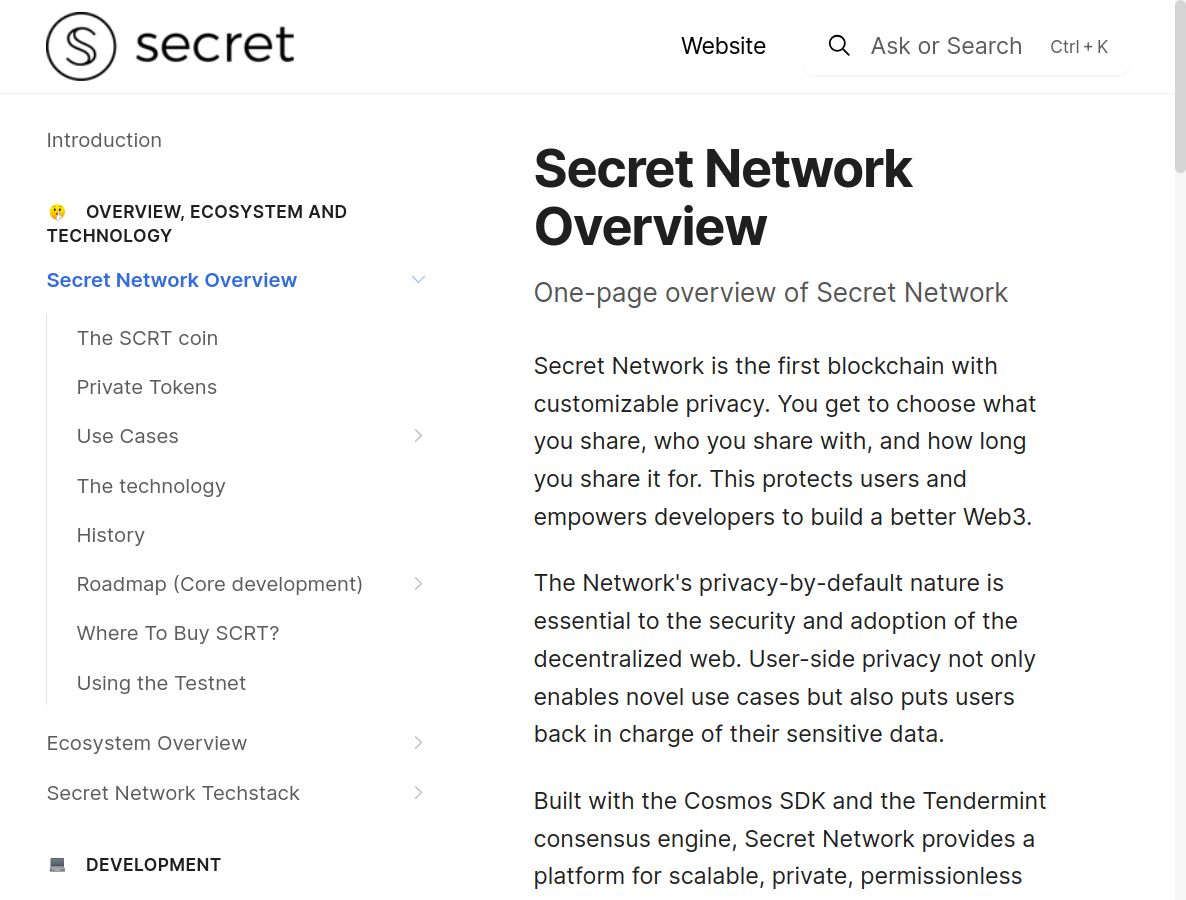 secret
Website
Ask or Search
Ctrl + K
Introduction
OVERVIEW, ECOSYSTEM AND
TECHNOLOGY
Secret Network Overview
The SCRT coin
Private Tokens
Use Cases
The technology
History
Roadmap (Core development)
Where To Buy SCRT?
Using the Testnet
Ecosystem Overview
Secret Network Techstack
DEVELOPMENT
Secret Network
Overview
One-page overview of Secret Network
Secret Network is the first blockchain with
customizable privacy. You get to choose what
you share, who you share with, and how long
you share it for. This protects users and
empowers developers to build a better Web3.
The Network's privacy-by-default nature is
essential to the security and adoption of the
decentralized web. User-side privacy not only
enables novel use cases but also puts users
back in charge of their sensitive data.
Built with the Cosmos SDK and the Tendermint
consensus engine, Secret Network provides a
platform for scalable, private, permissionless